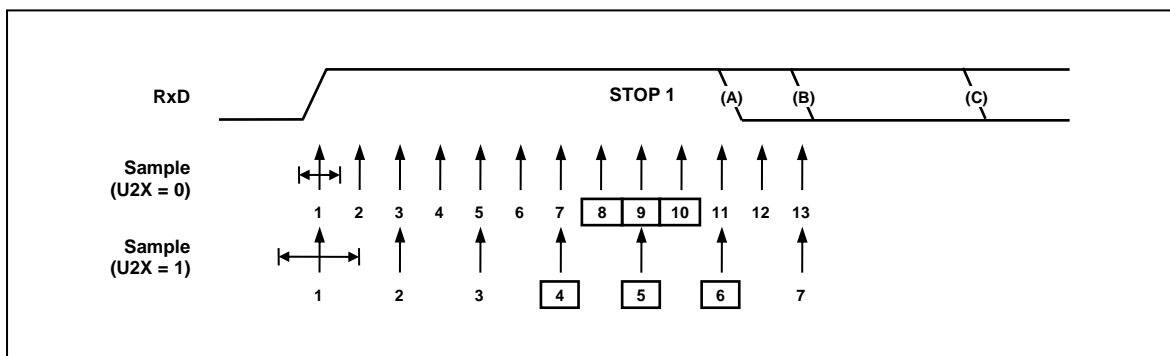 RxD STOP 1 (A) (B) (C)
Sample
(U2X = 0)
1 2 3 4 5 6 7 8 9 10 11 12 13
Sample
(U2X = 1)
1 2 3 4 5 6 7